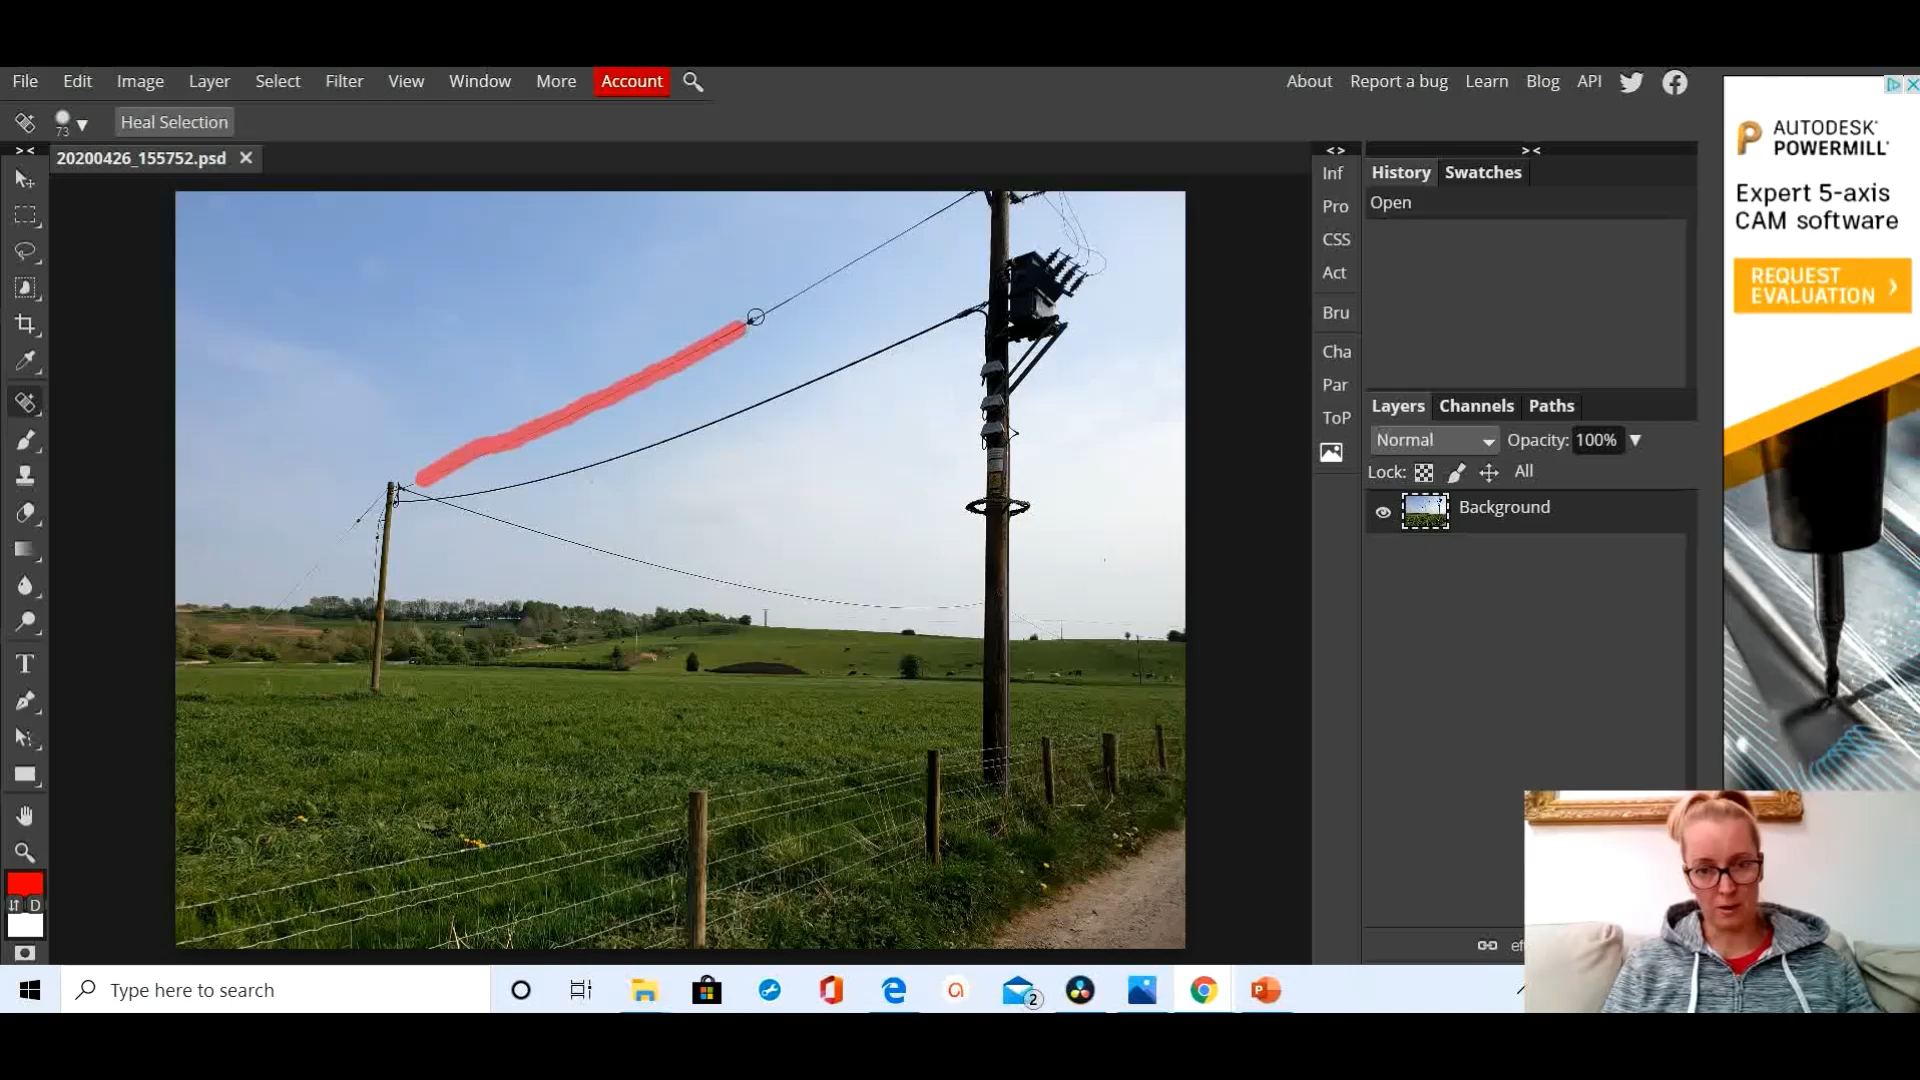 File Edit Image Layer Select Filter View Window More Account
About Report a bug Learn Blog API
73 Heal Selection
20200426_155752.psd
Inf
Pro
CSS
Act
Bru
Cha
Par
ToP
History Swatches
Open
Layers Channels Paths
Normal Opacity: 100%
Lock: All
Background
D
AUTODESK
POWERMILL
Expert 5-axis
CAM software
REQUEST
EVALUATION
Type here to search
2